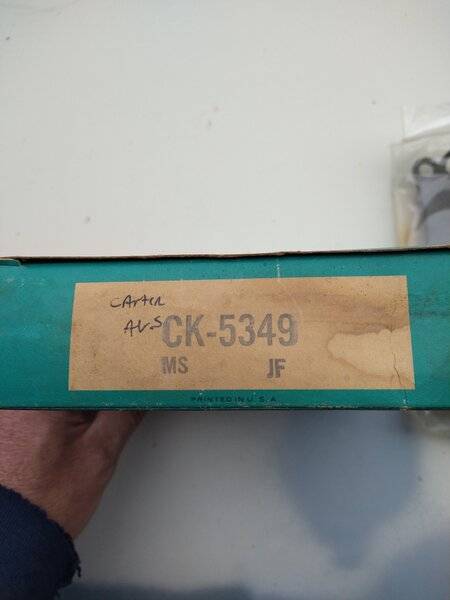 Carter
AVS
CK-5349
MS JF
PRINTED IN U.S.A.